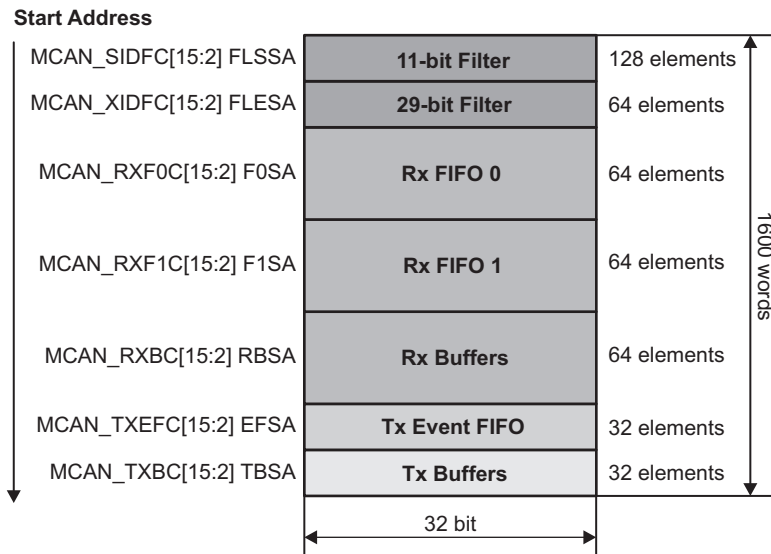 Start Address
MCAN_SIDFC[15:2] FLSSA 11-bit Filter 128 elements
MCAN_XIDFC[15:2] FLESA 29-bit Filter 64 elements
MCAN_RXF0C[15:2] F0SA Rx FIFO 0 64 elements
MCAN_RXF1C[15:2] F1SA Rx FIFO 1 64 elements
1600 words
MCAN_RXBC[15:2] RBSA Rx Buffers 64 elements
MCAN_TXEFC[15:2] EFSA Tx Event FIFO 32 elements
MCAN_TXBC[15:2] TBSA Tx Buffers 32 elements
32 bit